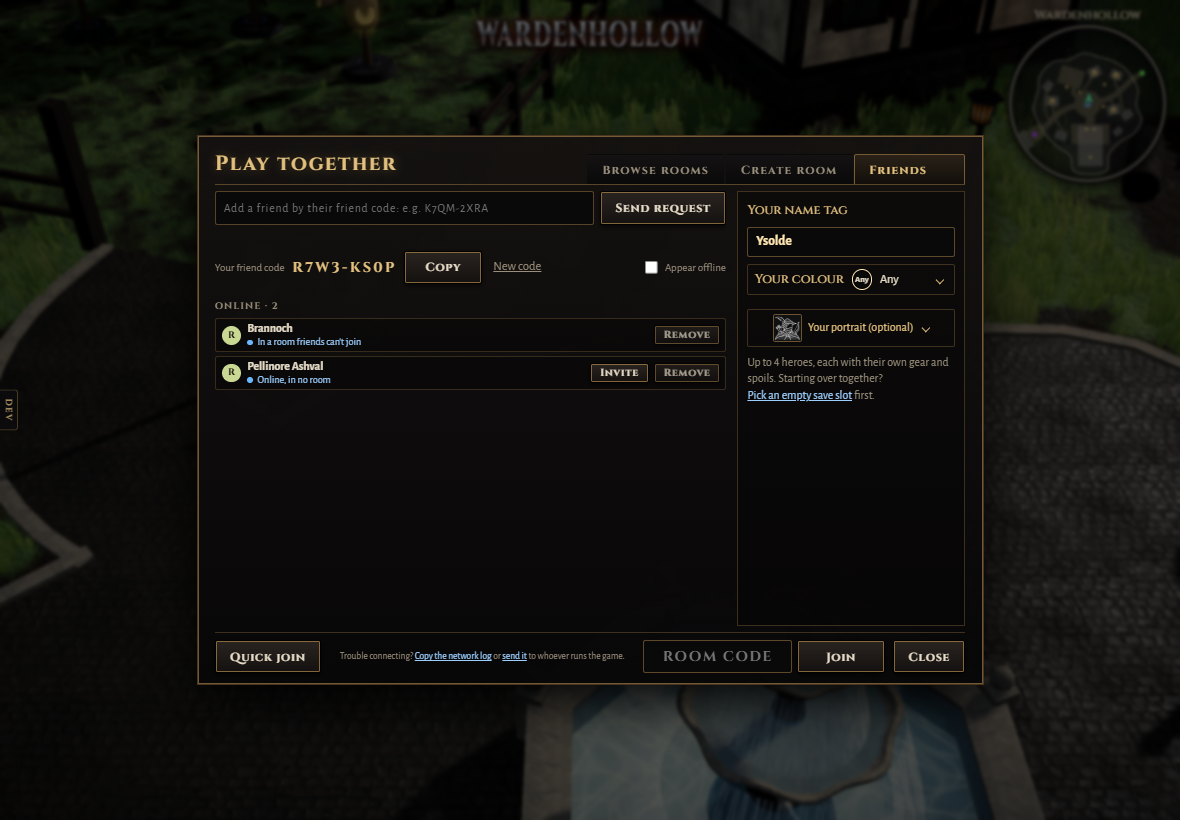 WARDENHOLLOW
WARDENHOLLOW
PLAY TOGETHER
BROWSE ROOMS
CREATE ROOM
FRIENDS
Add a friend by their friend code: e.g. K7QM-2XRA
SEND REQUEST
Your friend code R7W3-KS0P
COPY
New code
Appear offline
ONLINE · 2
R
Brannoch
In a room friends can't join
REMOVE
R
Pellinore Ashval
Online, in no room
INVITE
REMOVE
YOUR NAME TAG
Ysolde
YOUR COLOUR Any Any
Your portrait (optional)
Up to 4 heroes, each with their own gear and
spoils. Starting over together?
Pick an empty save slot first.
DEV
QUICK JOIN
Trouble connecting? Copy the network log or send it to whoever runs the game.
ROOM CODE
JOIN
CLOSE